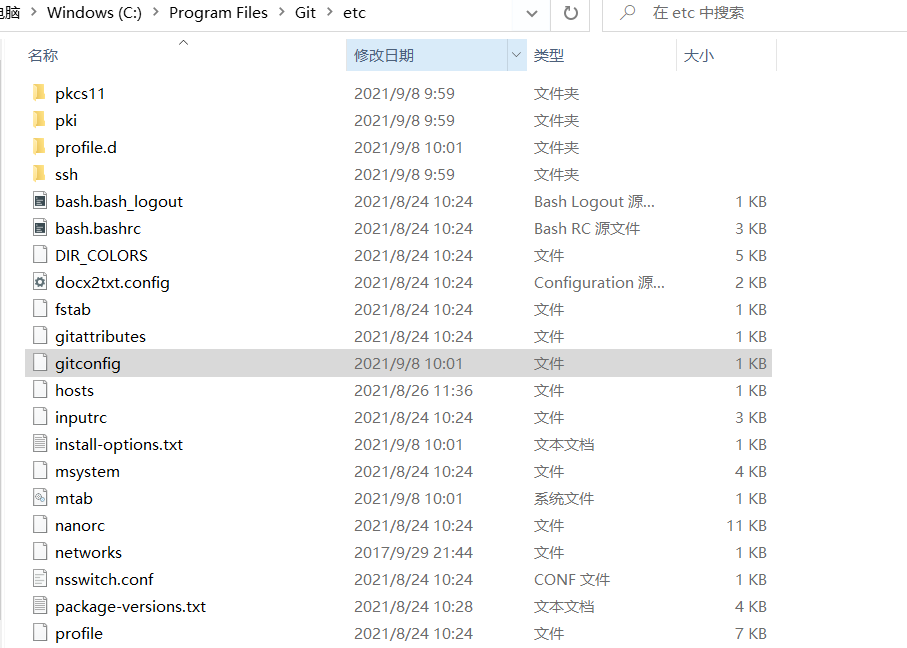 电脑 > Windows (C:) > Program Files > Git > etc 在 etc 中搜索
名称 修改日期 类型 大小
pkcs11 2021/9/8 9:59 文件夹
pki 2021/9/8 9:59 文件夹
profile.d 2021/9/8 10:01 文件夹
ssh 2021/9/8 9:59 文件夹
bash.bash_logout 2021/8/24 10:24 Bash Logout 源... 1 KB
bash.bashrc 2021/8/24 10:24 Bash RC 源文件 3 KB
DIR_COLORS 2021/8/24 10:24 文件 5 KB
docx2txt.config 2021/8/24 10:24 Configuration 源... 2 KB
fstab 2021/8/24 10:24 文件 1 KB
gitattributes 2021/8/24 10:24 文件 1 KB
gitconfig 2021/9/8 10:01 文件 1 KB
hosts 2021/8/26 11:36 文件 1 KB
inputrc 2021/8/24 10:24 文件 3 KB
install-options.txt 2021/9/8 10:01 文本文档 1 KB
msystem 2021/8/24 10:24 文件 4 KB
mtab 2021/9/8 10:01 系统文件 1 KB
nanorc 2021/8/24 10:24 文件 11 KB
networks 2017/9/29 21:44 文件 1 KB
nsswitch.conf 2021/8/24 10:24 CONF 文件 1 KB
package-versions.txt 2021/8/24 10:28 文本文档 4 KB
profile 2021/8/24 10:24 文件 7 KB